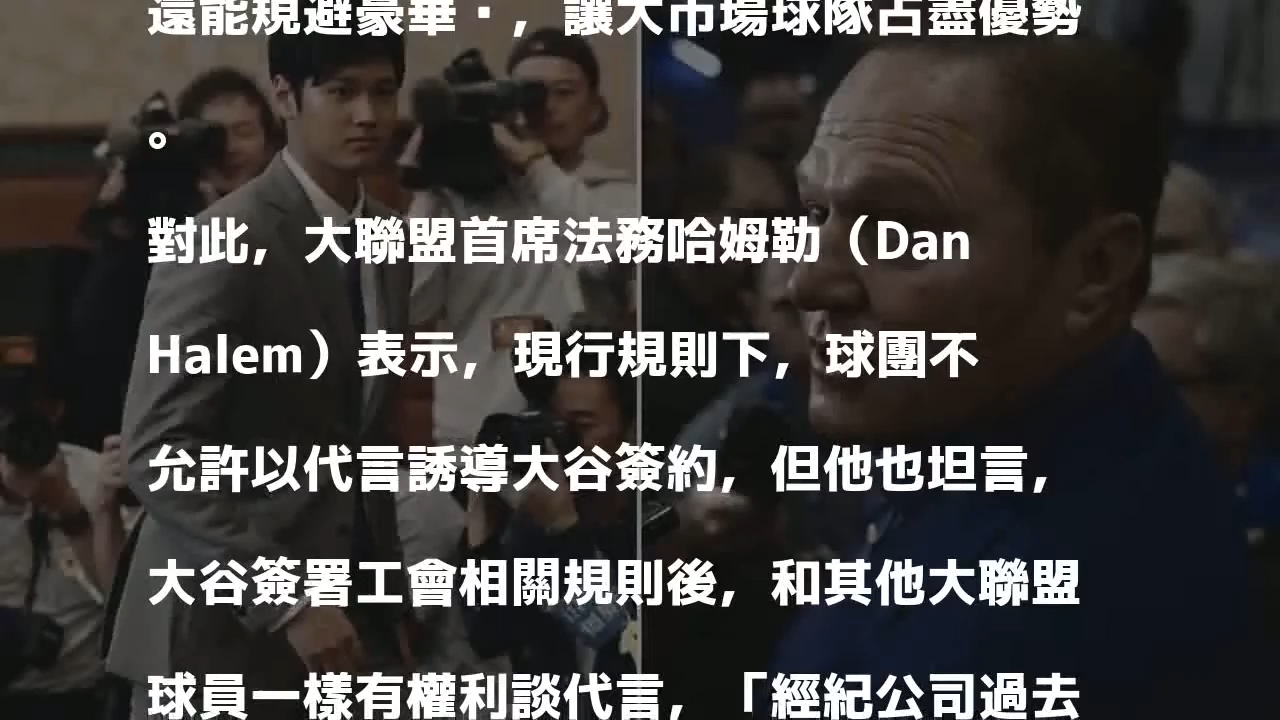 還能規避豪華·，讓大市場球隊占盡優勢
。
對此，大聯盟首席法務哈姆勒（Dan
Halem）表示，現行規則下，球團不
允許以代言誘導大谷簽約，但他也坦言，
大谷簽署工會相關規則後，和其他大聯盟
球員一樣有權利談代言，「經紀公司過去